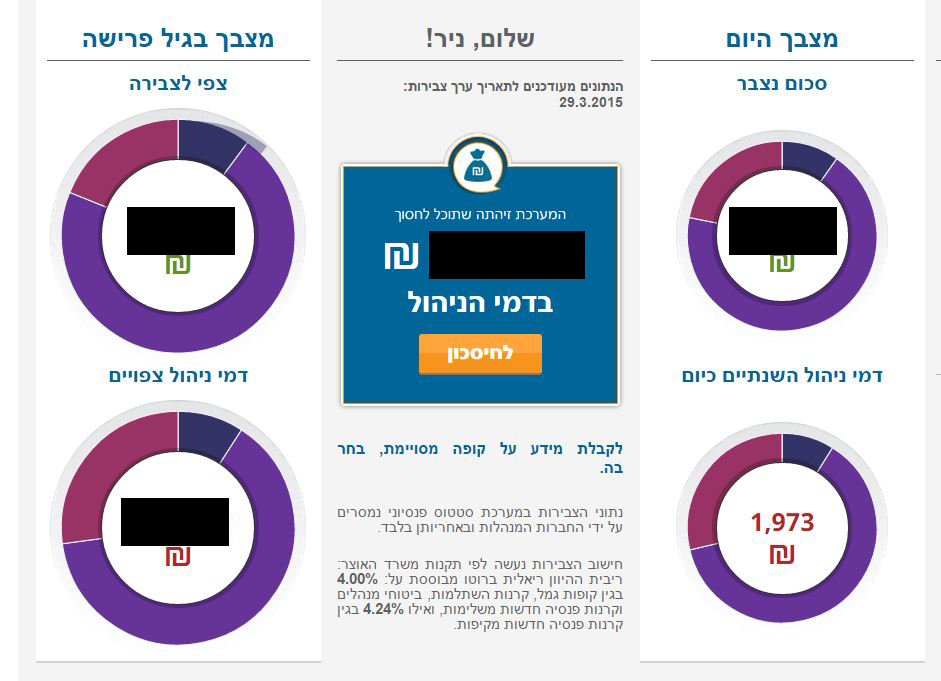 מצבך היום
סכום נצבר
₪
דמי ניהול השנתיים כיום
1,973
₪
שלום, ניר!
הנתונים מעודכנים לתאריך ערך צבירות:
29.3.2015
₪
המערכת זיהתה שתוכל לחסוך
₪
בדמי הניהול
לחיסכון
לקבלת מידע על קופה מסויימת, בחר
בה.
נתוני הצבירות במערכת סטטוס פנסיוני נמסרים
על ידי החברות המנהלות ובאחריותן בלבד.
חישוב הצבירות נעשה לפי תקנות משרד האוצר:
ריבית ההיוון ריאלית ברוטו מבוססת על: 4.00%
בגין קופות גמל, קרנות השתלמות, ביטוחי מנהלים
וקרנות פנסיה חדשות משלימות, ואילו 4.24% בגין
קרנות פנסיה חדשות מקיפות.
מצבך בגיל פרישה
צפי לצבירה
₪
דמי ניהול צפויים
₪